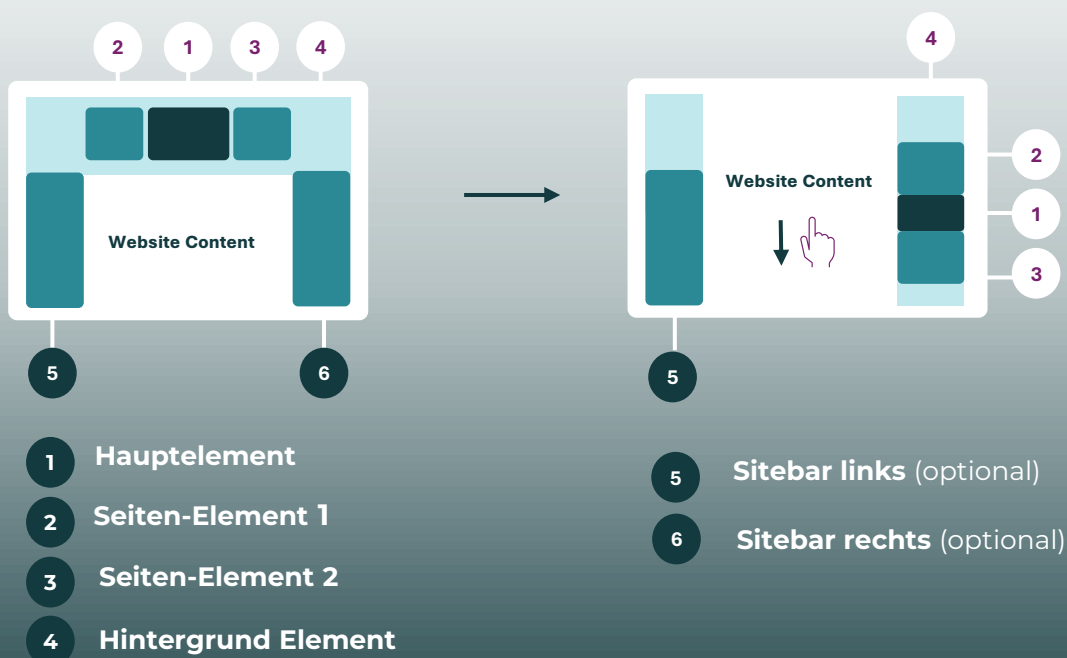 2 1 3 4
Website Content
5 6
4
Website Content
2
1
3
5
1 Hauptelement
2 Seiten-Element 1
3 Seiten-Element 2
4 Hintergrund Element
5 Sitebar links (optional)
6 Sitebar rechts (optional)